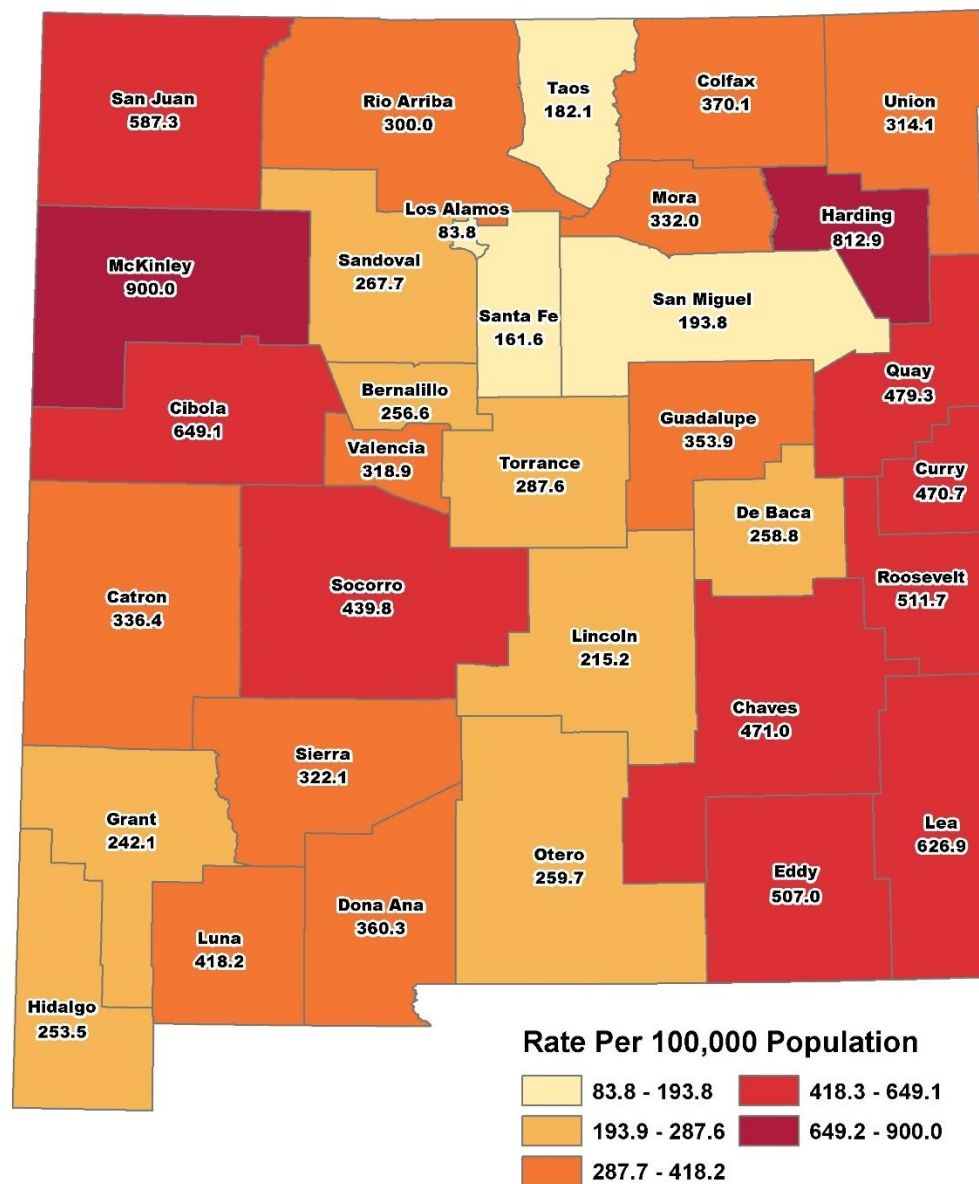 San Juan
587.3
Rio Arriba
300.0
Taos
182.1
Colfax
370.1
Union
314.1
Los Alamos
83.8
Mora
332.0
Harding
812.9
McKinley
900.0
Sandoval
267.7
Santa Fe
161.6
San Miguel
193.8
Quay
479.3
Cibola
649.1
Bernalillo
256.6
Valencia
318.9
Torrance
287.6
Guadalupe
353.9
Curry
470.7
De Baca
258.8
Roosevelt
511.7
Catron
336.4
Socorro
439.8
Lincoln
215.2
Chaves
471.0
Sierra
322.1
Grant
242.1
Otero
259.7
Lea
626.9
Eddy
507.0
Dona Ana
360.3
Luna
418.2
Hidalgo
253.5
Rate Per 100,000 Population
83.8 - 193.8
193.9 - 287.6
287.7 - 418.2
418.3 - 649.1
649.2 - 900.0